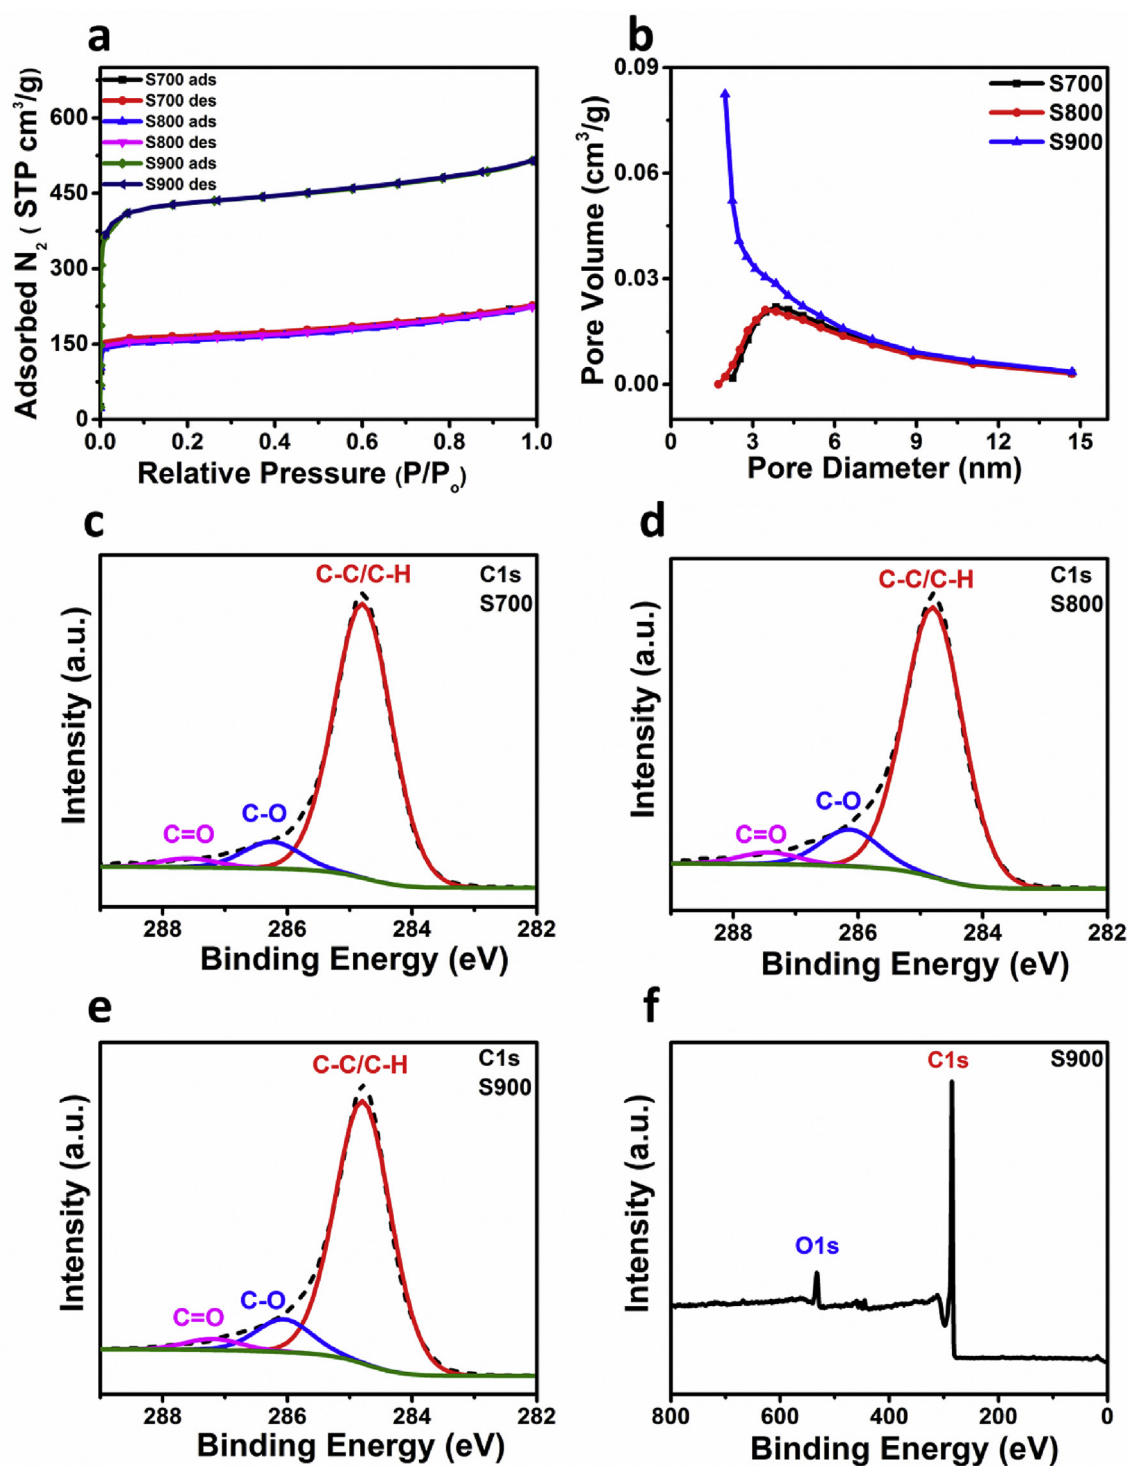 a
S700 ads
S700 des
S800 ads
S800 des
S900 ads
S900 des
Adsorbed N₂ ( STP cm³/g)
600
450
300
150
0
0.0 0.2 0.4 0.6 0.8 1.0
Relative Pressure (P/Pₒ)
b
S700
S800
S900
Pore Volume (cm³/g)
0.09
0.06
0.03
0.00
0 3 6 9 12 15
Pore Diameter (nm)
c
C-C/C-H
C1s
S700
C-O
C=O
Intensity (a.u.)
288 286 284 282
Binding Energy (eV)
d
C-C/C-H
C1s
S800
C-O
C=O
Intensity (a.u.)
288 286 284 282
Binding Energy (eV)
e
C-C/C-H
C1s
S900
C-O
C=O
Intensity (a.u.)
288 286 284 282
Binding Energy (eV)
f
C1s
S900
O1s
Intensity (a.u.)
800 600 400 200 0
Binding Energy (eV)